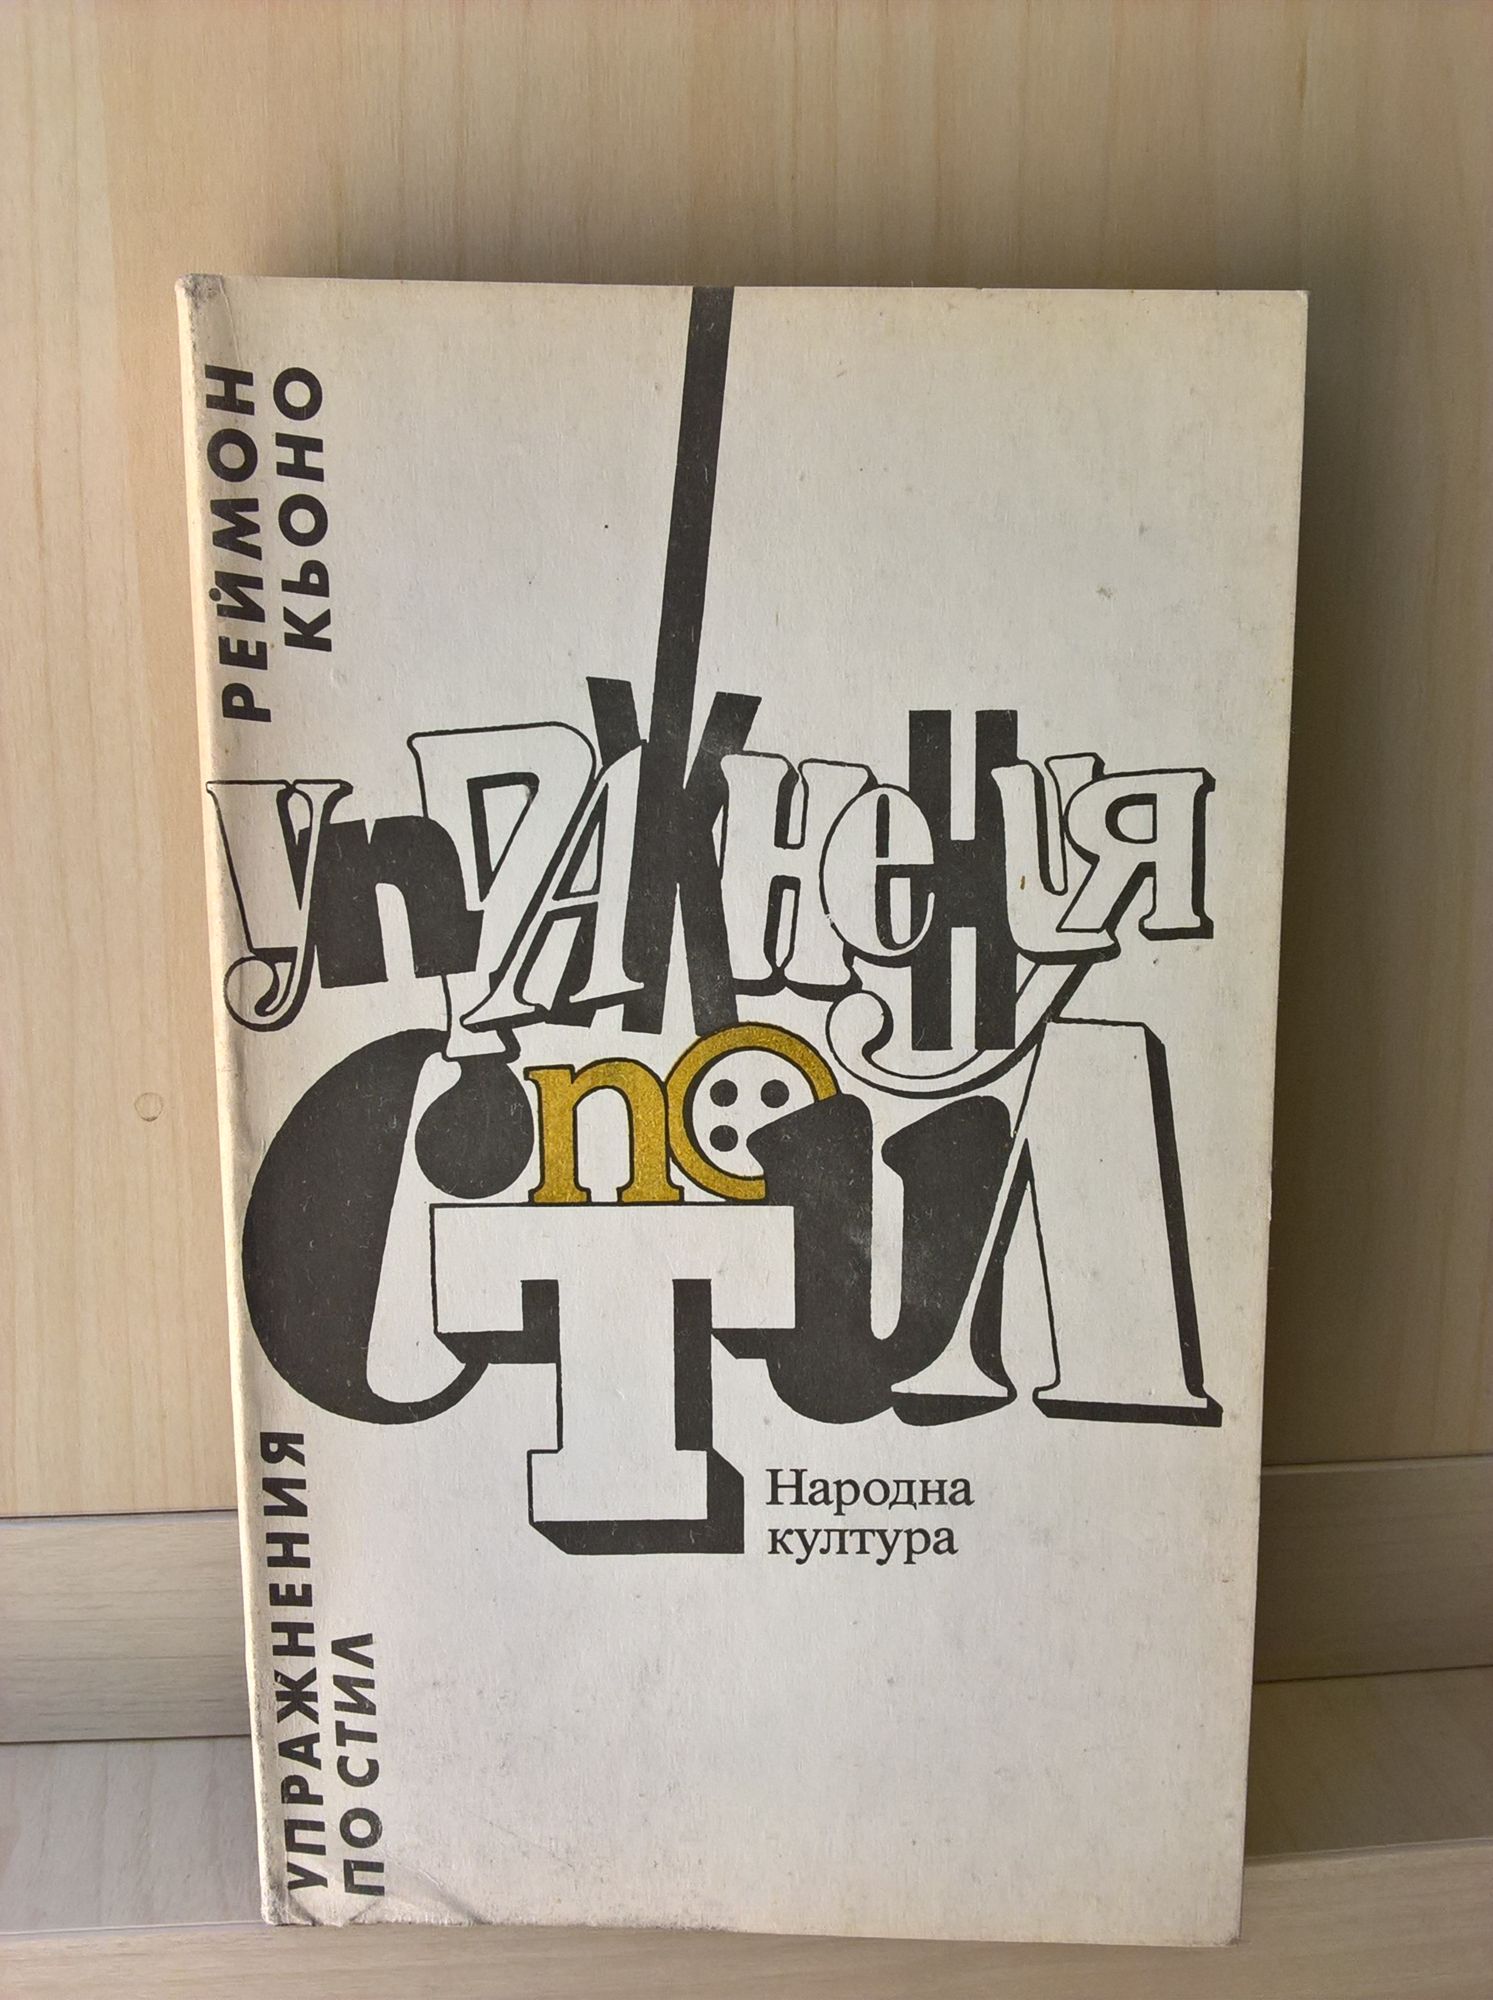 РЕЙМОН
КЬОНО
упРАЖнеНиЯ
по
СТиЛ
Народна
култура
УПРАЖНЕНИЯ
ПО СТИЛ